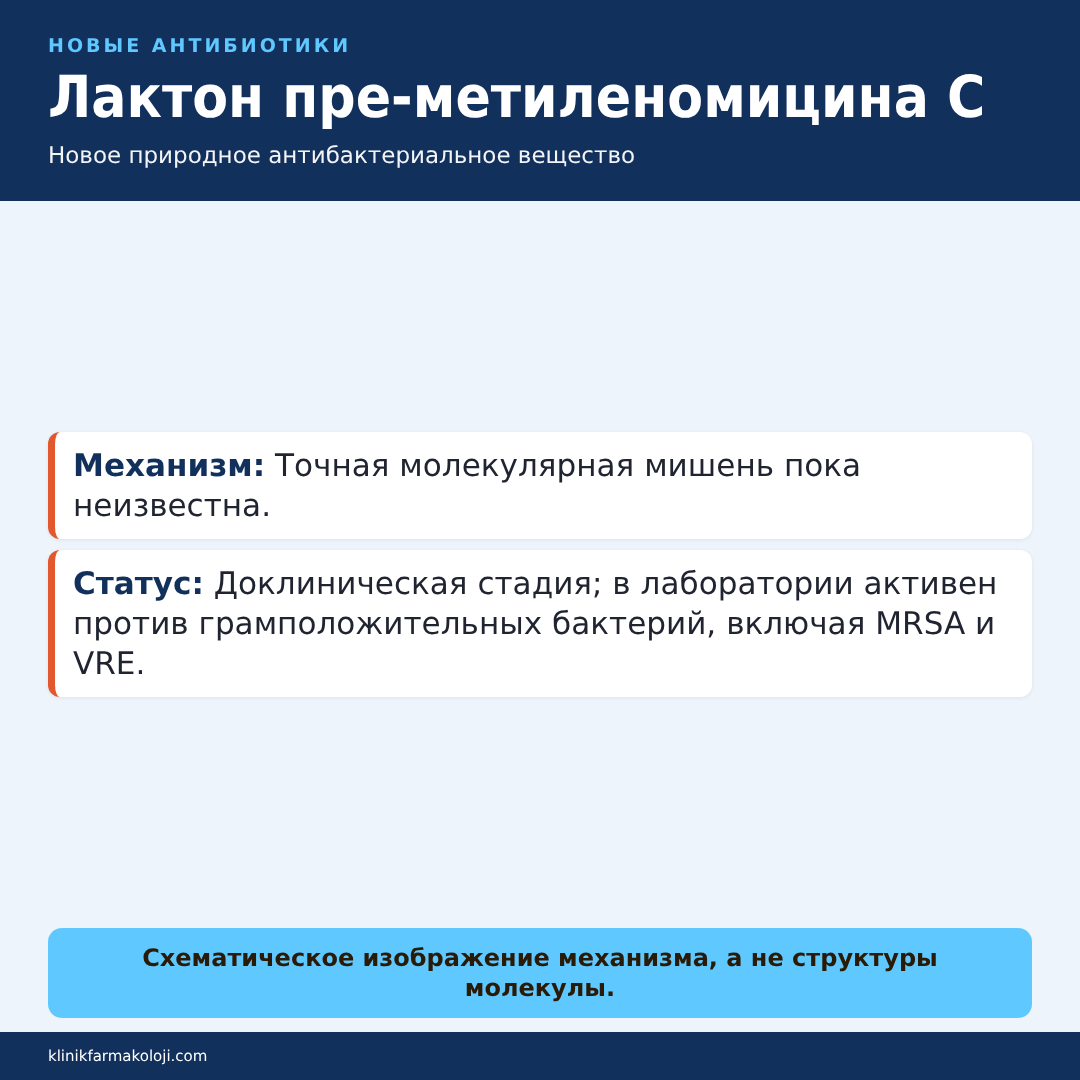 НОВЫЕ АНТИБИОТИКИ
Лактон пре-метиленомицина С
Новое природное антибактериальное вещество
Механизм: Точная молекулярная мишень пока
неизвестна.
Статус: Доклиническая стадия; в лаборатории активен
против грамположительных бактерий, включая MRSA и
VRE.
Схематическое изображение механизма, а не структуры
молекулы.
klinikfarmakoloji.com